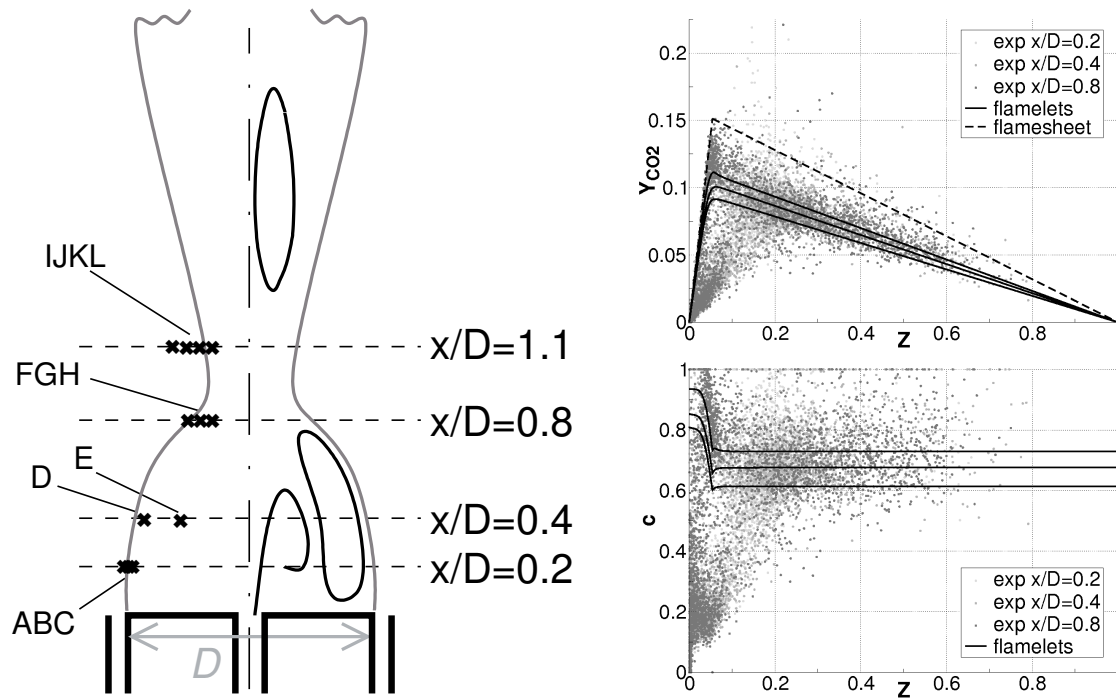 IJKL
x/D=1.1
FGH
x/D=0.8
E
D
x/D=0.4
x/D=0.2
ABC
D
YCO2
0.2
0.15
0.1
0.05
0
exp x/D=0.2
exp x/D=0.4
exp x/D=0.8
flamelets
flamesheet
0 0.2 0.4 0.6 0.8
Z
c
1
0.8
0.6
0.4
0.2
0
exp x/D=0.2
exp x/D=0.4
exp x/D=0.8
flamelets
0 0.2 0.4 0.6 0.8
Z